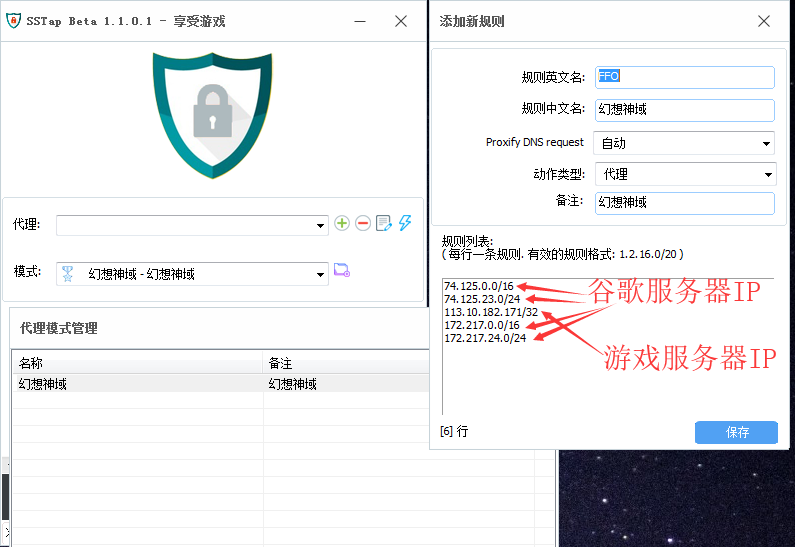 SSTap Beta 1.1.0.1 - 享受游戏
代理:
模式:
幻想神域 - 幻想神域
代理模式管理
名称
备注
幻想神域
幻想神域
添加新规则
规则英文名:
FFO
规则中文名:
幻想神域
Proxify DNS request
自动
动作类型:
代理
备注:
幻想神域
规则列表:
( 每行一条规则. 有效的规则格式: 1.2.16.0/20 )
74.125.0.0/16
74.125.23.0/24
113.10.182.171/32
172.217.0.0/16
172.217.24.0/24
谷歌服务器IP
游戏服务器IP
[6] 行
保存